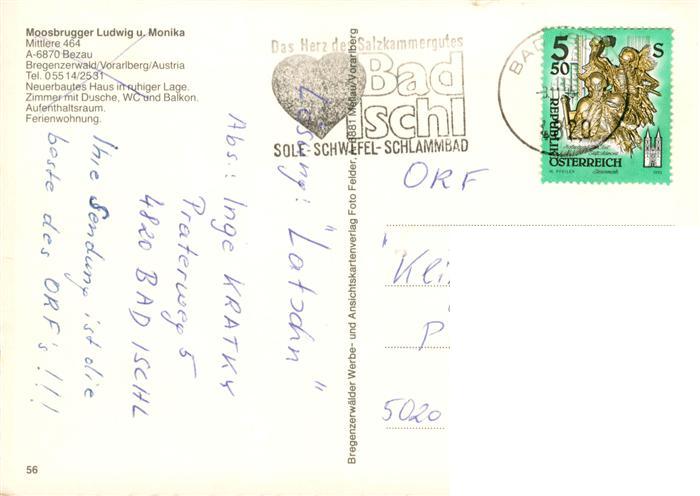 Moosbrugger Ludwig u. Monika
Mittlere 464
A-6870 Bezau
Bregenzerwald/Vorarlberg/Austria
Tel. 05514/2531
Neuerbautes Haus in ruhiger Lage.
Zimmer mit Dusche, WC und Balkon.
Aufenthaltsraum.
Ferienwohnung.
Das Herz des Salzkammergutes
Bad
Ischl
SOLE-SCHWEFEL-SCHLAMMBAD
BAD
5 50 S
REPUBLIK
ÖSTERREICH
Lösung: "Latschn"
Abs.: Inge KRATKY
Praterweg 5
4820 BAD ISCHL
Ihre Sendung ist die
beste des ORF's!!!
Bregenzerwälder Werbe- und Ansichtskartenverlag Foto Felder, A-6881 Mellau/Vorarlberg
ORF
"Kli
P
5020
56